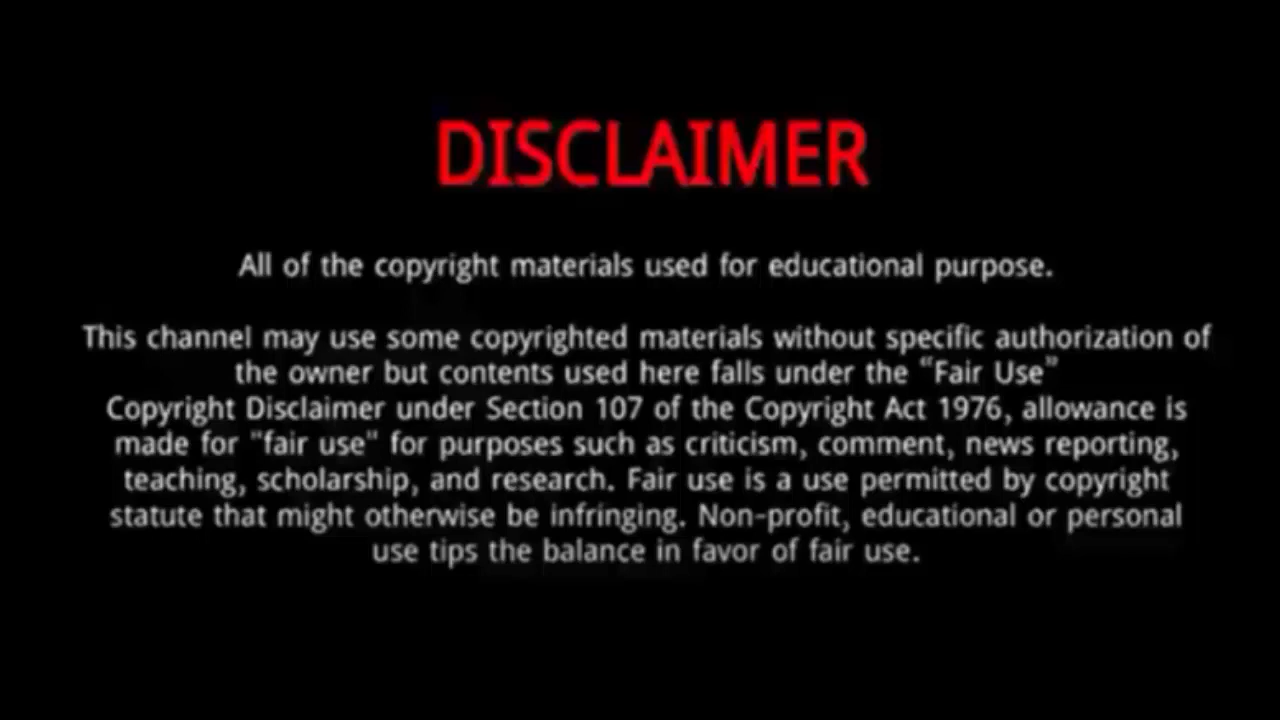 DISCLAIMER
All of the copyright materials used for educational purpose.
This channel may use some copyrighted materials without specific authorization of
the owner but contents used here falls under the “Fair Use”
Copyright Disclaimer under Section 107 of the Copyright Act 1976, allowance is
made for "fair use" for purposes such as criticism, comment, news reporting,
teaching, scholarship, and research. Fair use is a use permitted by copyright
statute that might otherwise be infringing. Non-profit, educational or personal
use tips the balance in favor of fair use.